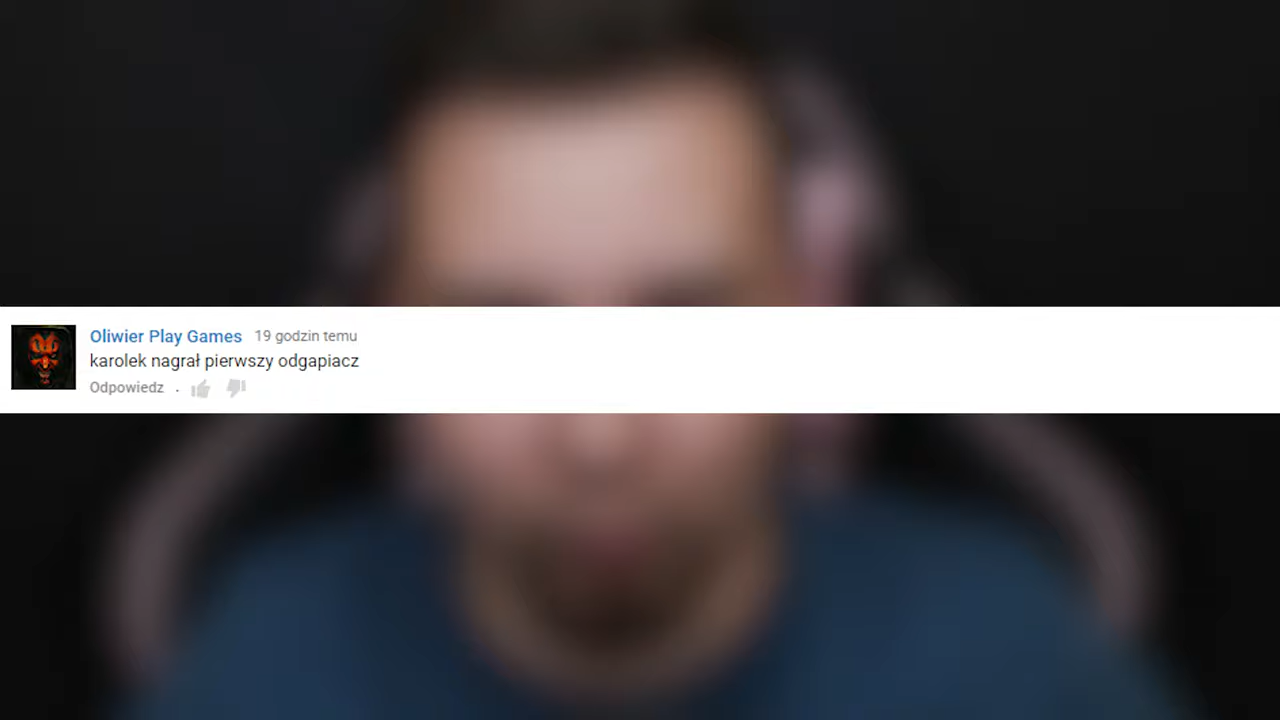 Oliwier Play Games 19 godzin temu
karolek nagrał pierwszy odgapiacz
Odpowiedz .